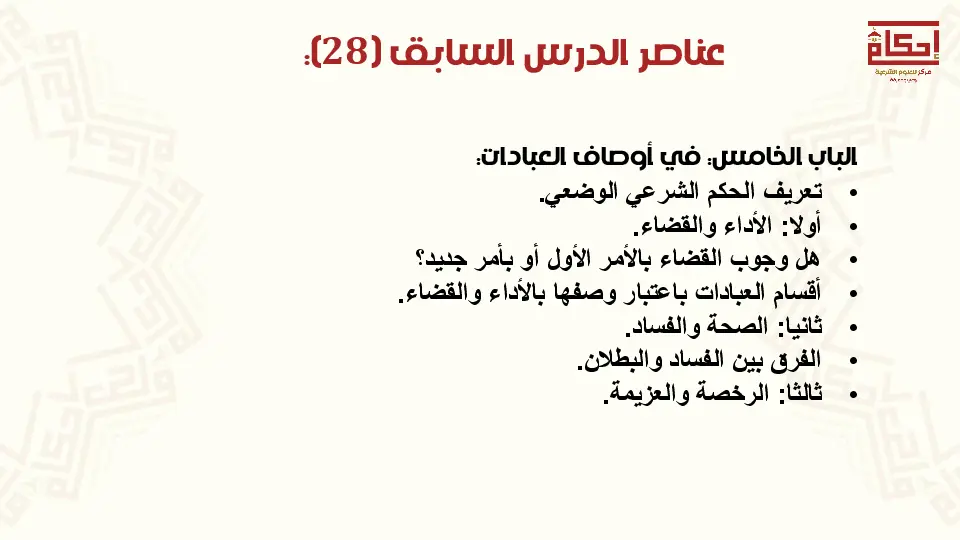 إحكام
مركز للعلوم الشرعية
عناصر الدرس السابق (28):
الباب الخامس: في أوصاف العبادات:
• تعريف الحكم الشرعي الوضعي.
• أولا: الأداء والقضاء.
• هل وجوب القضاء بالأمر الأول أو بأمر جديد؟
• أقسام العبادات باعتبار وصفها بالأداء والقضاء.
• ثانيا: الصحة والفساد.
• الفرق بين الفساد والبطلان.
• ثالثا: الرخصة والعزيمة.